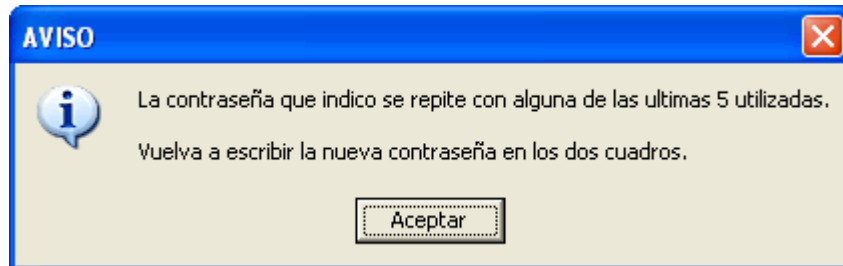 AVISO
La contraseña que indico se repite con alguna de las ultimas 5 utilizadas.
Vuelva a escribir la nueva contraseña en los dos cuadros.
Aceptar